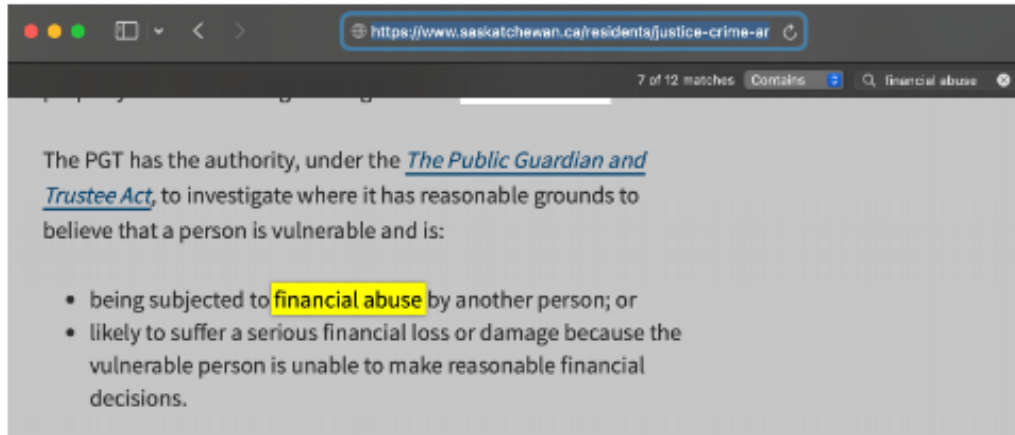 https://www.saskatchewan.ca/residents/justice-crime-ar
7 of 12 matches Contains financial abuse
The PGT has the authority, under the The Public Guardian and
Trustee Act, to investigate where it has reasonable grounds to
believe that a person is vulnerable and is:
• being subjected to financial abuse by another person; or
• likely to suffer a serious financial loss or damage because the
vulnerable person is unable to make reasonable financial
decisions.